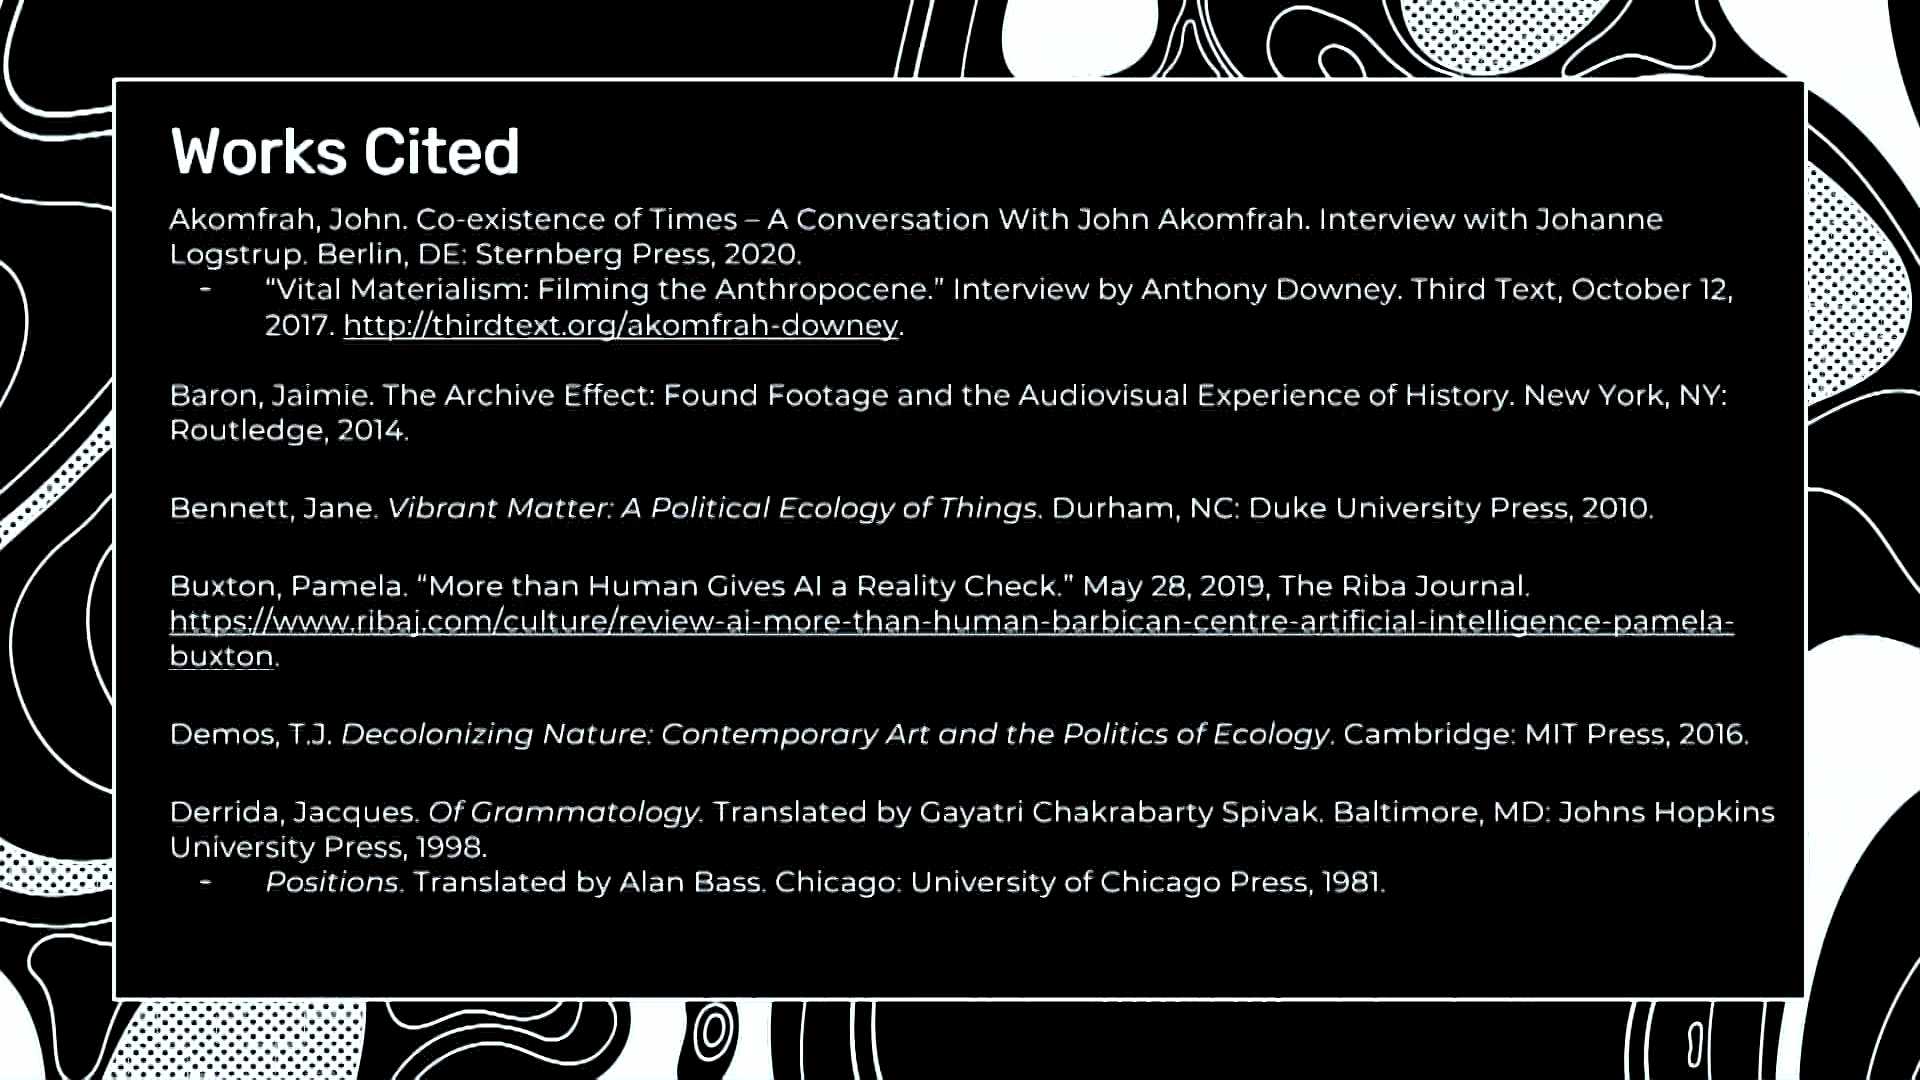 Works Cited
Akomfrah, John. Co-existence of Times – A Conversation With John Akomfrah. Interview with Johanne
Logstrup. Berlin, DE: Sternberg Press, 2020.
- “Vital Materialism: Filming the Anthropocene.” Interview by Anthony Downey. Third Text, October 12,
2017. http://thirdtext.org/akomfrah-downey.
Baron, Jaimie. The Archive Effect: Found Footage and the Audiovisual Experience of History. New York, NY:
Routledge, 2014.
Bennett, Jane. Vibrant Matter: A Political Ecology of Things. Durham, NC: Duke University Press, 2010.
Buxton, Pamela. “More than Human Gives AI a Reality Check.” May 28, 2019, The Riba Journal.
https://www.ribaj.com/culture/review-ai-more-than-human-barbican-centre-artificial-intelligence-pamela-
buxton.
Demos, T.J. Decolonizing Nature: Contemporary Art and the Politics of Ecology. Cambridge: MIT Press, 2016.
Derrida, Jacques. Of Grammatology. Translated by Gayatri Chakrabarty Spivak. Baltimore, MD: Johns Hopkins
University Press, 1998.
- Positions. Translated by Alan Bass. Chicago: University of Chicago Press, 1981.